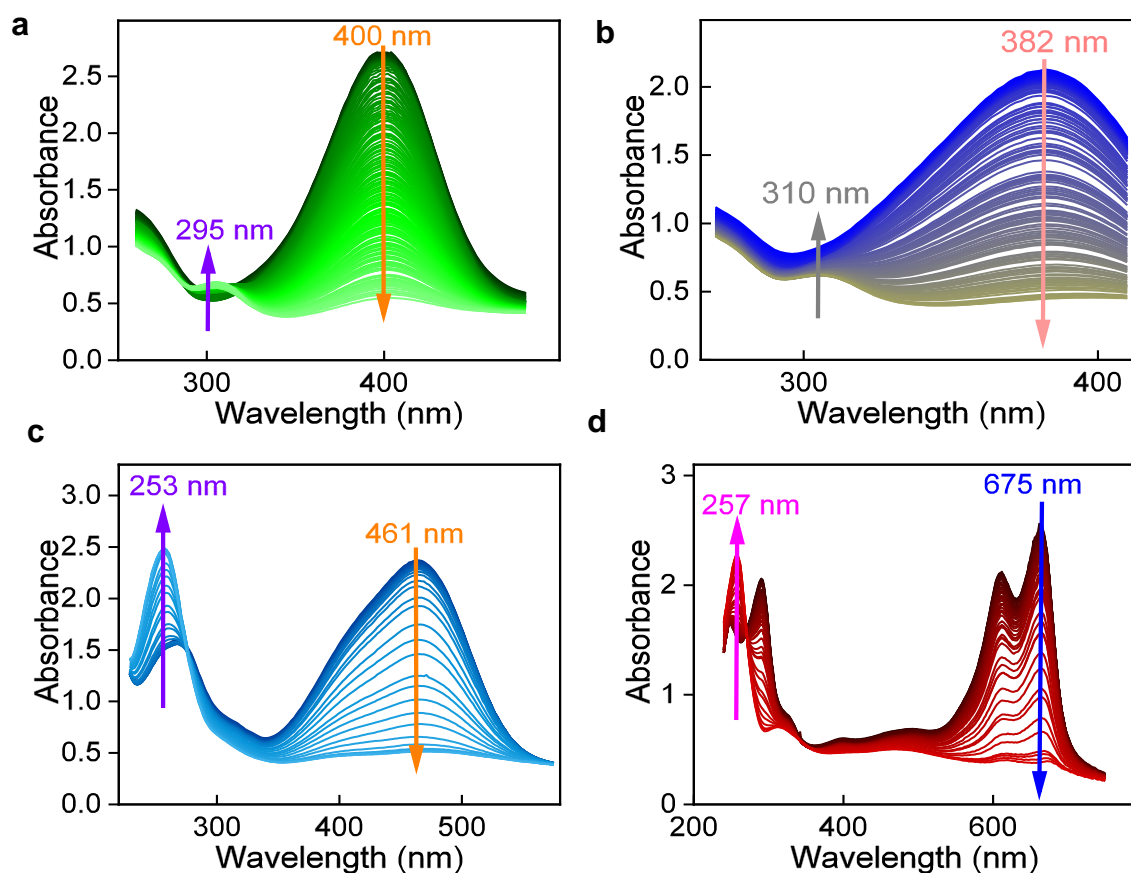 a
400 nm
295 nm
2.5
2.0
1.5
1.0
0.5
0.0
Absorbance
300
400
Wavelength (nm)
b
382 nm
310 nm
2.0
1.5
1.0
0.5
0.0
Absorbance
300
400
Wavelength (nm)
c
253 nm
461 nm
3.0
2.5
2.0
1.5
1.0
0.5
0.0
Absorbance
300
400
500
Wavelength (nm)
d
257 nm
675 nm
3
2
1
0
Absorbance
200
400
600
Wavelength (nm)